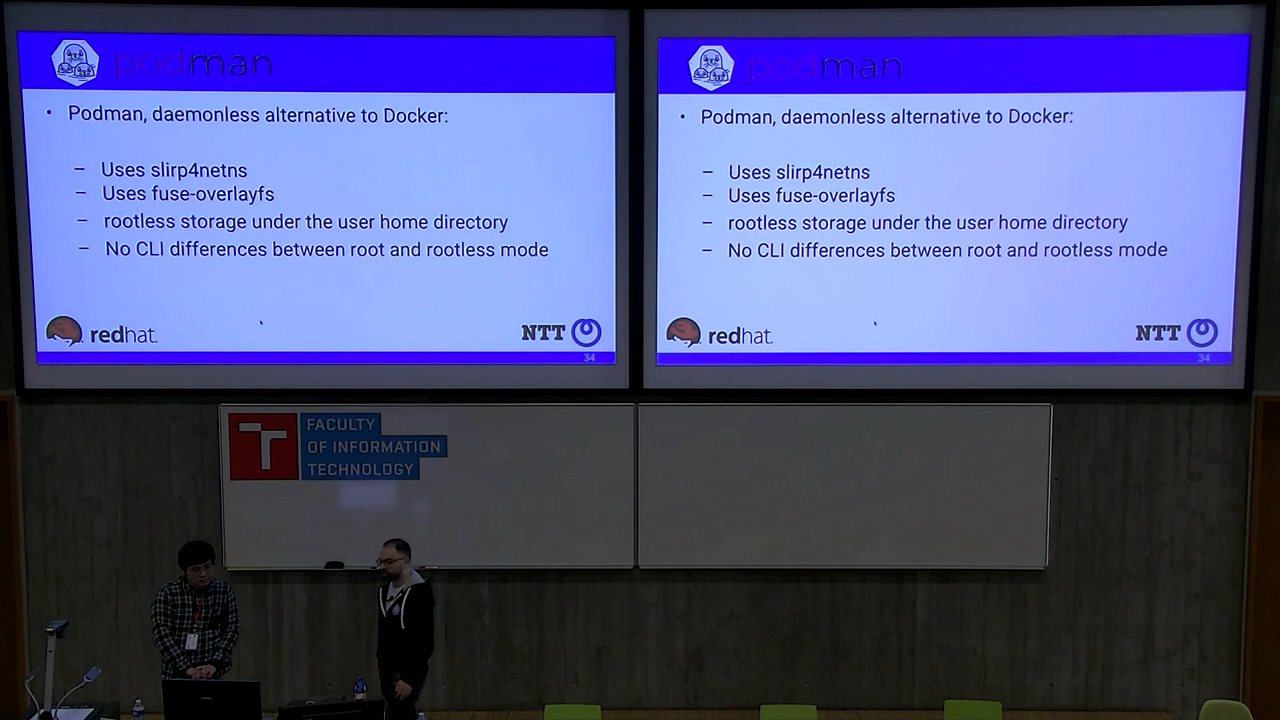 podman
• Podman, daemonless alternative to Docker:
– Uses slirp4netns
– Uses fuse-overlayfs
– rootless storage under the user home directory
– No CLI differences between root and rootless mode
redhat.
NTT
34
podman
• Podman, daemonless alternative to Docker:
– Uses slirp4netns
– Uses fuse-overlayfs
– rootless storage under the user home directory
– No CLI differences between root and rootless mode
redhat.
NTT
34
T
FACULTY
OF INFORMATION
TECHNOLOGY